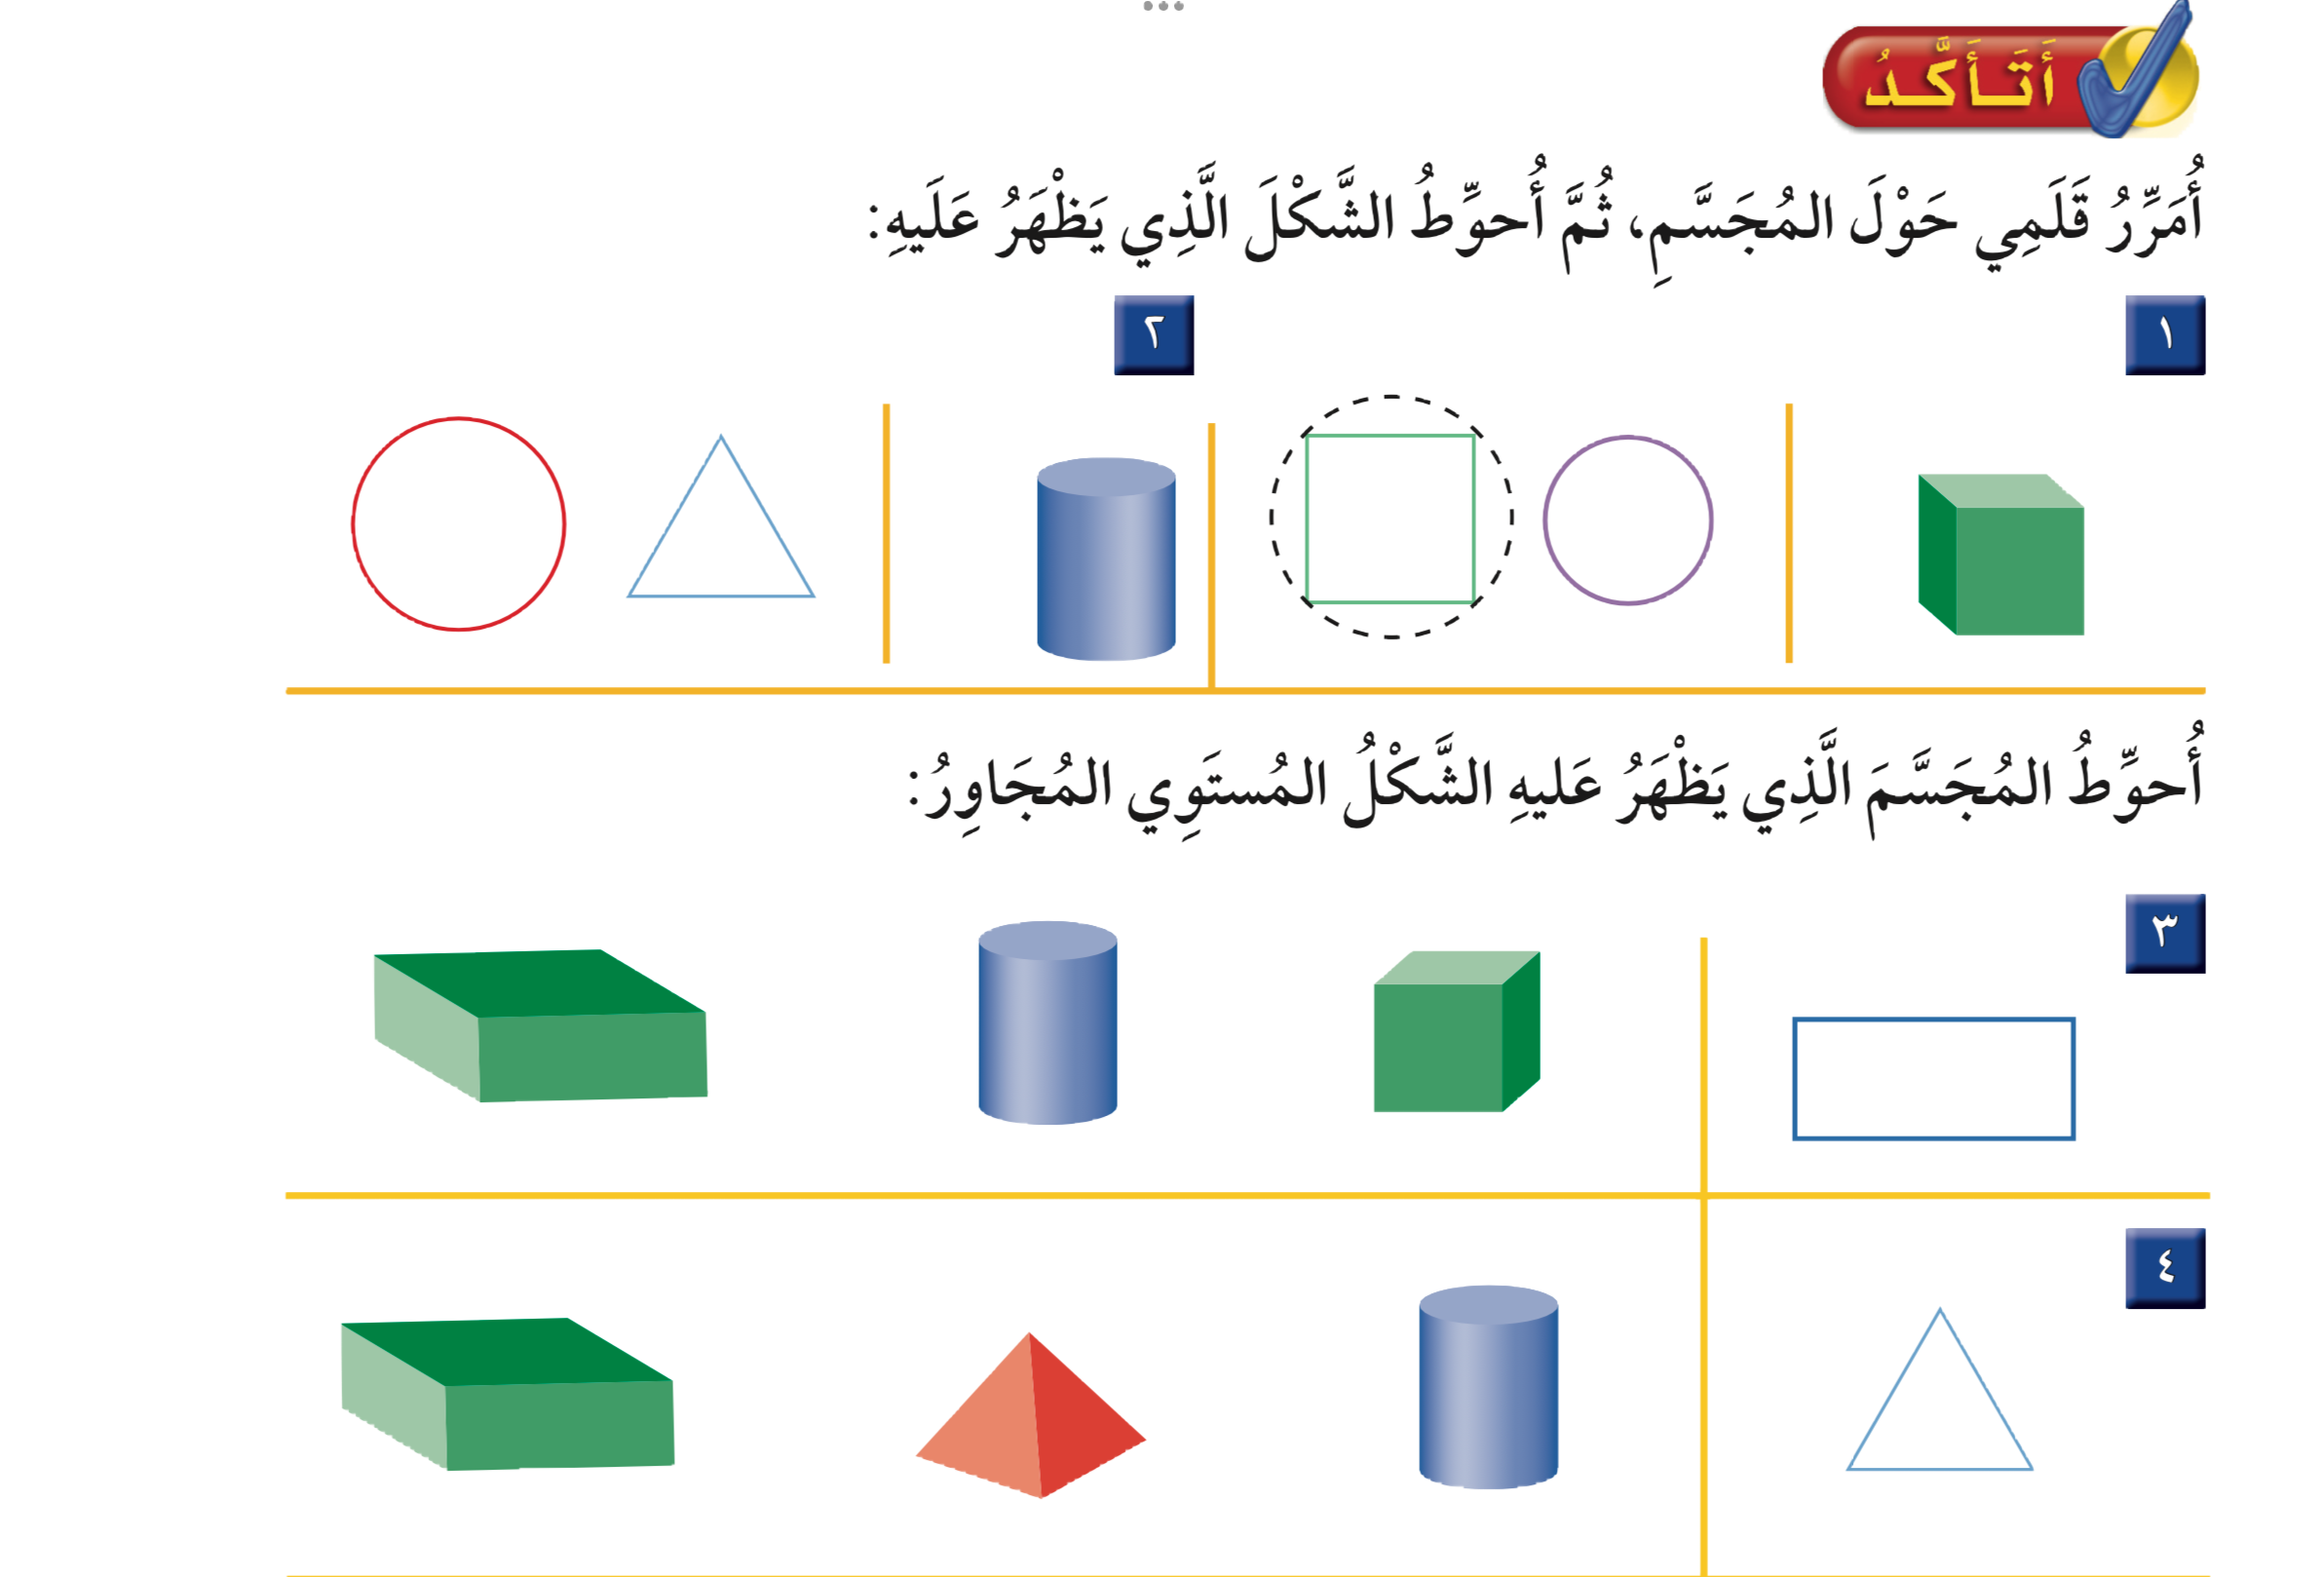 أَتَأَكَّدُ
أُمَرِّرُ قَلَمِي حَوْلَ المُجَسَّمِ، ثُمَّ أُحوِّطُ الشَّكْلَ الَّذِي يَظْهَرُ عَلَيهِ:
١
٢
أُحوِّطُ المُجَسَّمَ الَّذِي يَظْهَرُ عَليهِ الشَّكْلُ المُستَوِي المُجَاوِرُ:
٣
٤